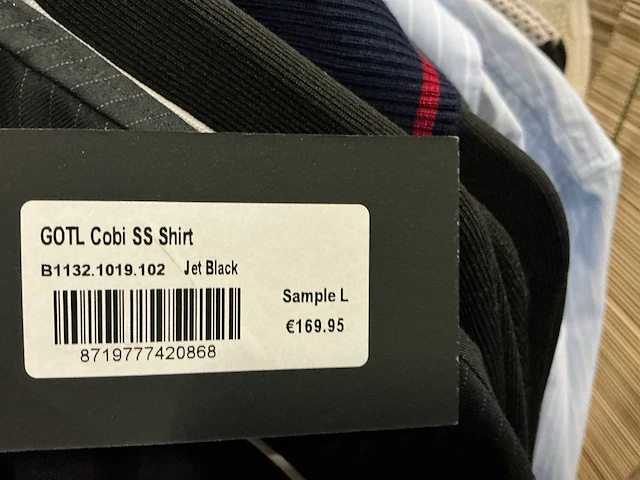 GOTL Cobi SS Shirt
B1132.1019.102 Jet Black
Sample L
€169.95
8719777420868